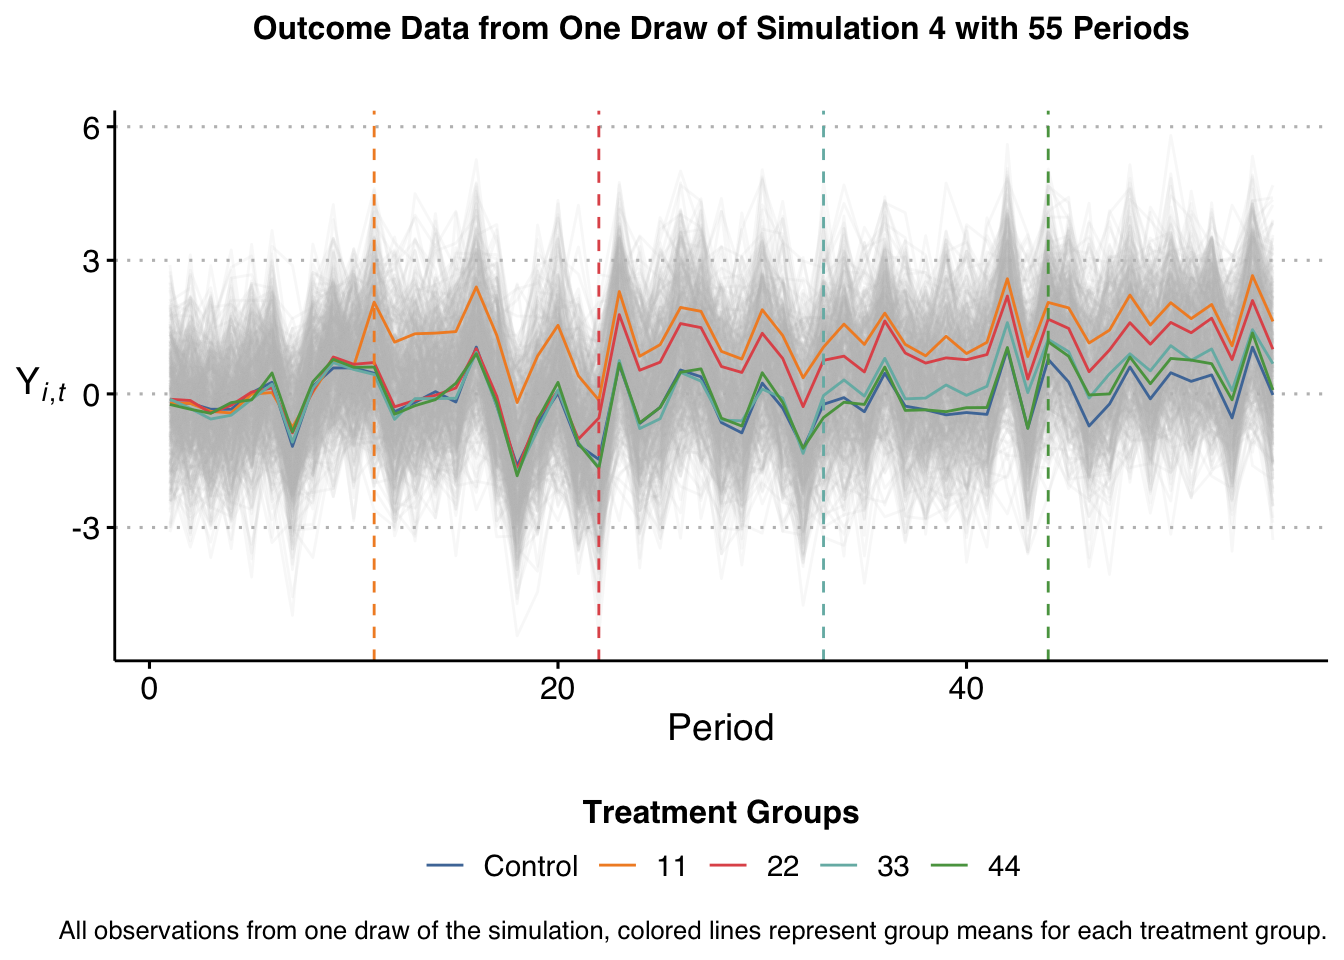 Outcome Data from One Draw of Simulation 4 with 55 Periods
6
3
0
-3
Y i,t
0 20 40
Period
Treatment Groups
Control 11 22 33 44
All observations from one draw of the simulation, colored lines represent group means for each treatment group.